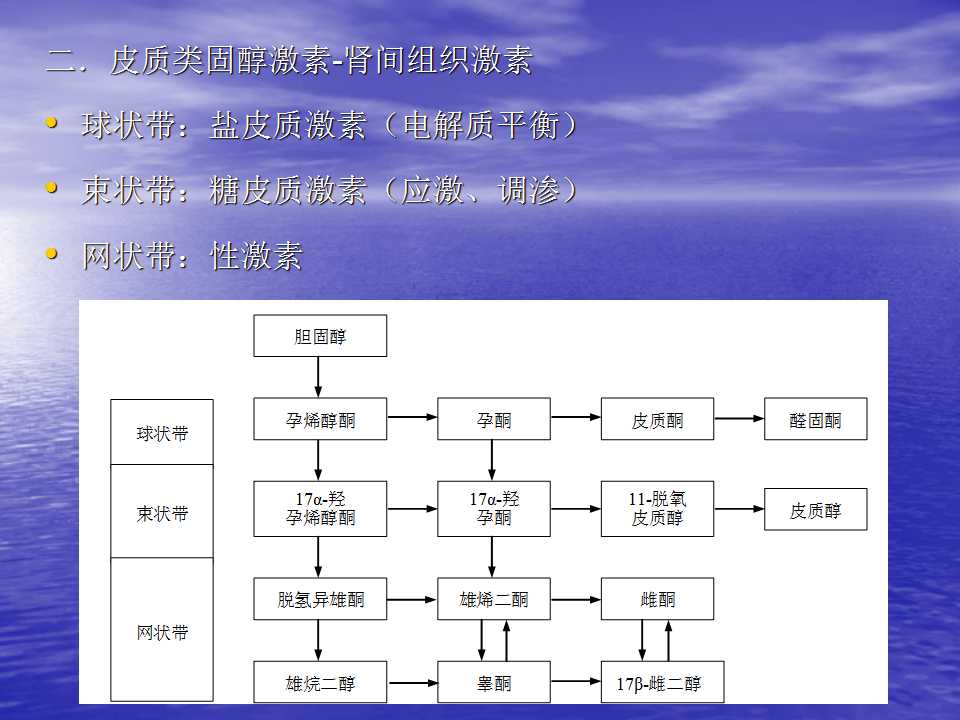 二．皮质类固醇激素-肾间组织激素
• 球状带：盐皮质激素（电解质平衡）
• 束状带：糖皮质激素（应激、调渗）
• 网状带：性激素
胆固醇
球状带
孕烯醇酮
孕酮
皮质酮
醛固酮
束状带
17α-羟
孕烯醇酮
17α-羟
孕酮
11-脱氧
皮质醇
皮质醇
网状带
脱氢异雄酮
雄烯二酮
雌酮
雄烷二醇
睾酮
17β-雌二醇